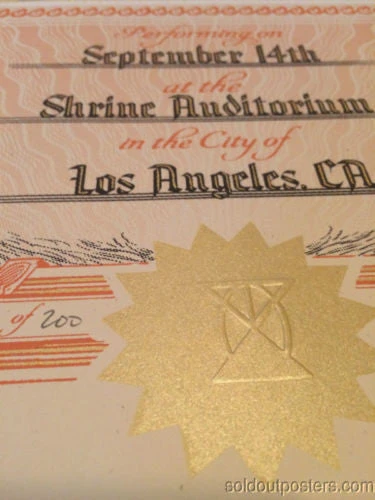 Performing on
September 14th
at the
Shrine Auditorium
in the City of
Los Angeles, CA
of 200
soldoutposters.com